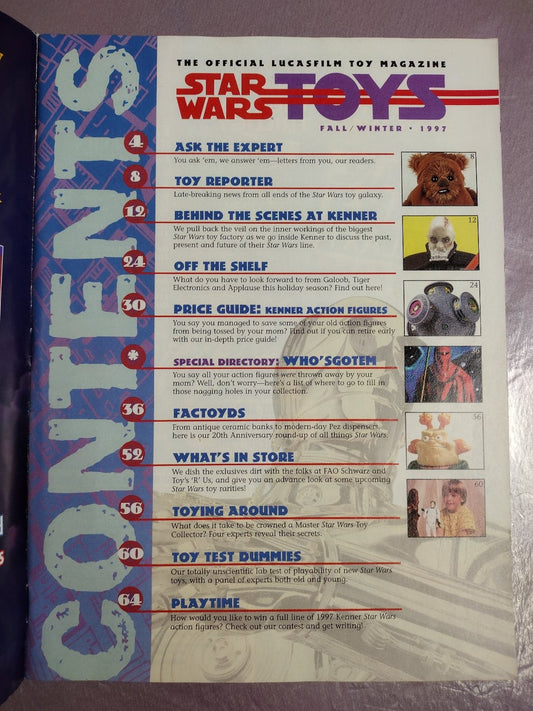 THE OFFICIAL LUCASFILM TOY MAGAZINE
STAR WARS TOYS
FALL/WINTER • 1997
CONTENTS
4 ASK THE EXPERT
You ask 'em, we answer 'em—letters from you, our readers.
8 TOY REPORTER
Late-breaking news from all ends of the Star Wars toy galaxy.
12 BEHIND THE SCENES AT KENNER
We pull back the veil on the inner workings of the biggest
Star Wars toy factory as we go inside Kenner to discuss the past,
present and future of their Star Wars line.
24 OFF THE SHELF
What do you have to look forward to from Galoob, Tiger
Electronics and Applause this holiday season? Find out here!
30 PRICE GUIDE: KENNER ACTION FIGURES
You say you managed to save some of your old action figures
from being tossed by your mom? Find out if you can retire early
with our in-depth price guide!
* SPECIAL DIRECTORY: WHO'SGOTEM
You say all your action figures were thrown away by your
mom? Well, don't worry—here's a list of where to go to fill in
those nagging holes in your collection.
36 FACTOYDS
From antique ceramic banks to modern-day Pez dispensers,
here is our 20th Anniversary round-up of all things Star Wars.
52 WHAT'S IN STORE
We dish the exlusives dirt with the folks at FAO Schwarz and
Toy's 'R' Us, and give you an advance look at some upcoming
Star Wars toy rarities!
56 TOYING AROUND
What does it take to be crowned a Master Star Wars Toy
Collector? Four experts reveal their secrets.
60 TOY TEST DUMMIES
Our totally unscientific lab test of playability of new Star Wars
toys, with a panel of experts both old and young.
64 PLAYTIME
How would you like to win a full line of 1997 Kenner Star Wars
action figures? Check out our contest and get writing!
8
12
24
56
60